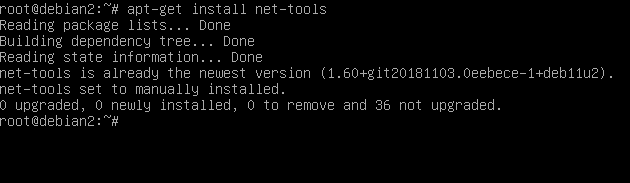 root@debian2:~# apt-get install net-tools
Reading package lists... Done
Building dependency tree... Done
Reading state information... Done
net-tools is already the newest version (1.60+git20181103.0eebece-1+deb11u2).
net-tools set to manually installed.
0 upgraded, 0 newly installed, 0 to remove and 36 not upgraded.
root@debian2:~#